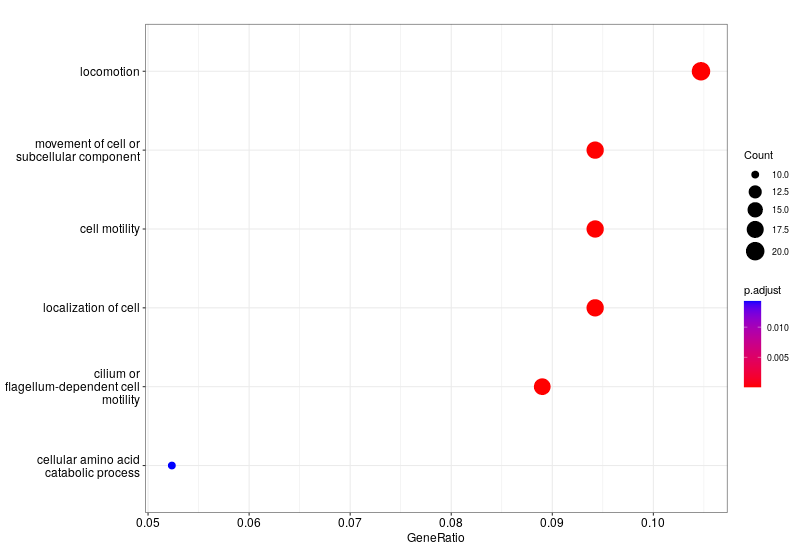 locomotion
movement of cell or
subcellular component
cell motility
localization of cell
cilium or
flagellum-dependent cell
motility
cellular amino acid
catabolic process
0.05
0.06
0.07
0.08
0.09
0.10
GeneRatio
Count
10.0
12.5
15.0
17.5
20.0
p.adjust
0.010
0.005